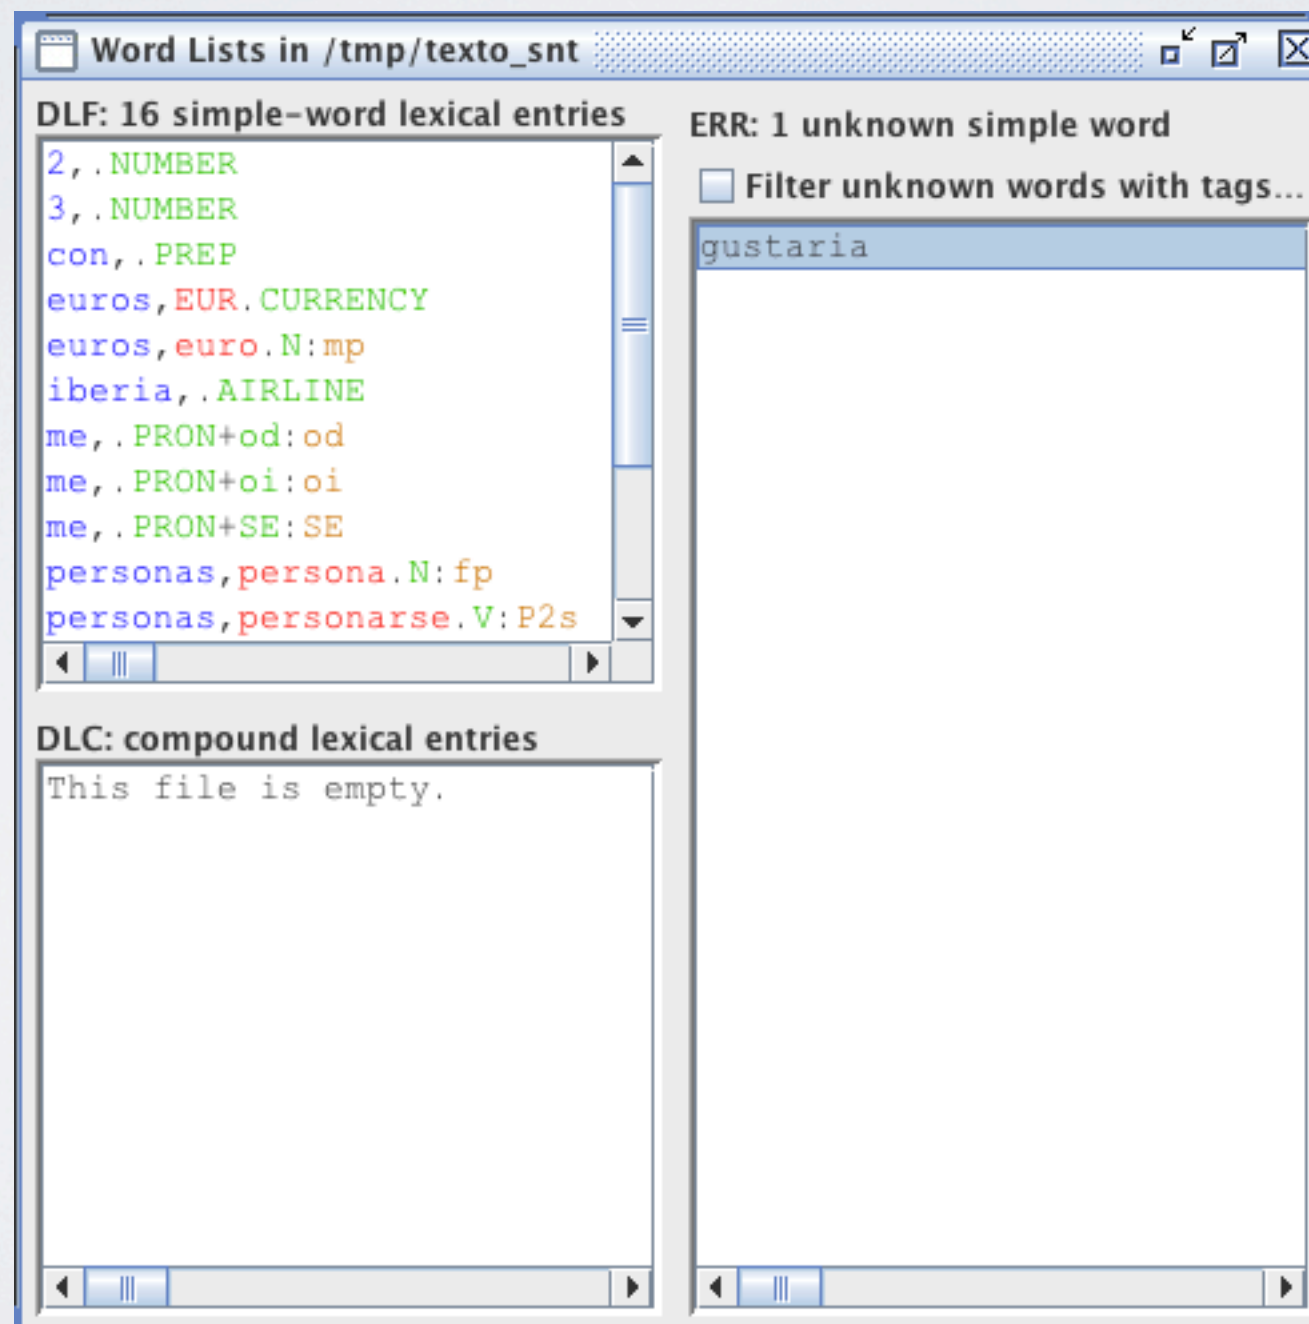 Word Lists in /tmp/texto_snt
DLF: 16 simple-word lexical entries
2,.NUMBER
3,.NUMBER
con,.PREP
euros,EUR.CURRENCY
euros,euro.N:mp
iberia,.AIRLINE
me,.PRON+od:od
me,.PRON+oi:oi
me,.PRON+SE:SE
personas,persona.N:fp
personas,personarse.V:P2s
DLC: compound lexical entries
This file is empty.
ERR: 1 unknown simple word
Filter unknown words with tags...
gustaria